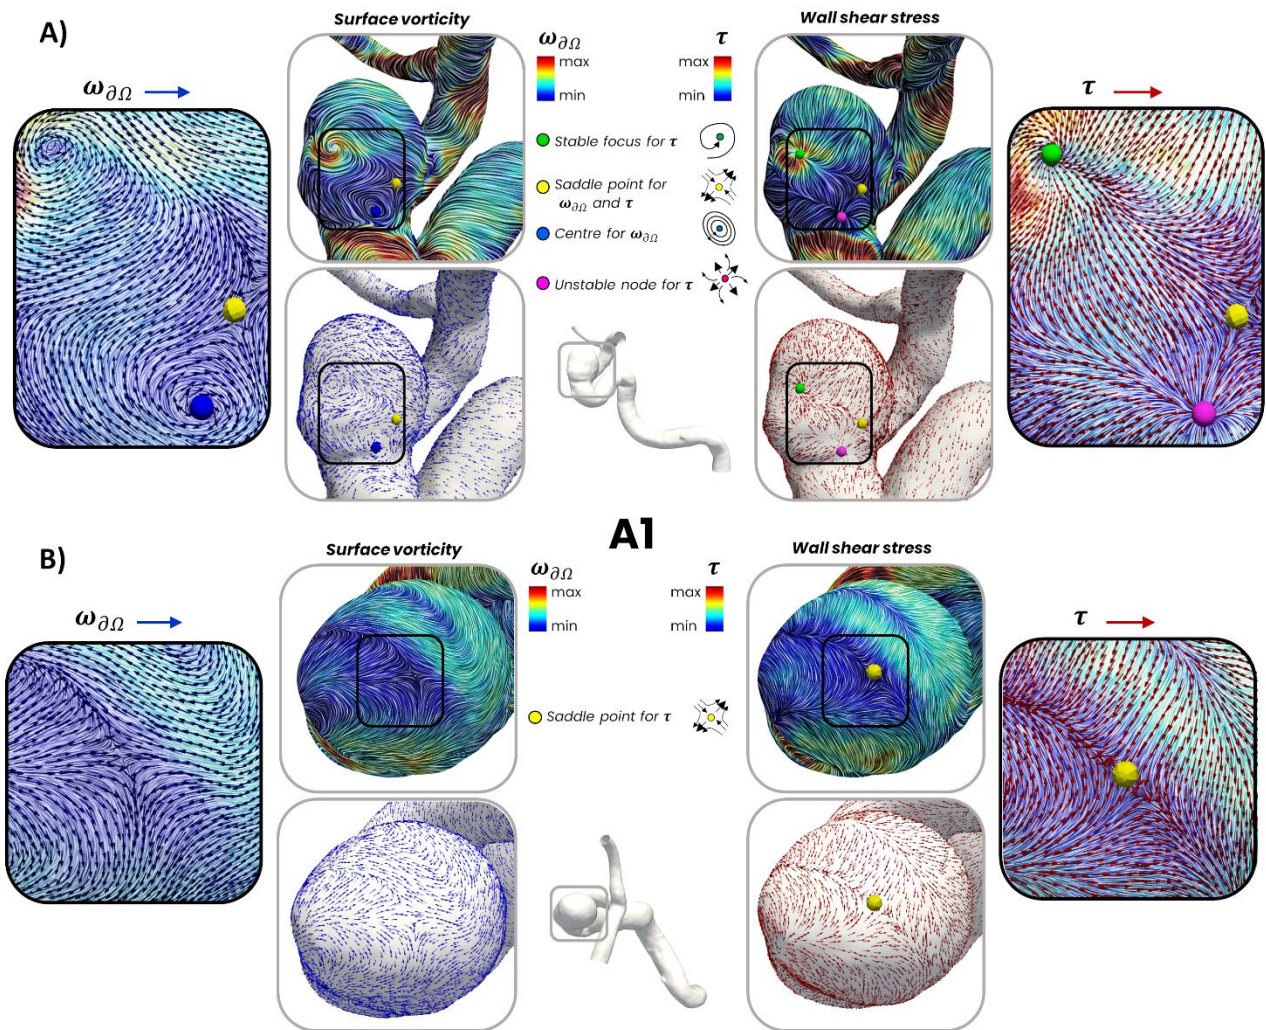 A)
Surface vorticity
Wall shear stress
ω∂Ω
ω∂Ω
max
min
τ
max
min
τ
Stable focus for τ
Saddle point for
ω∂Ω and τ
Centre for ω∂Ω
Unstable node for τ
A1
B)
Surface vorticity
Wall shear stress
ω∂Ω
ω∂Ω
max
min
τ
max
min
τ
Saddle point for τ